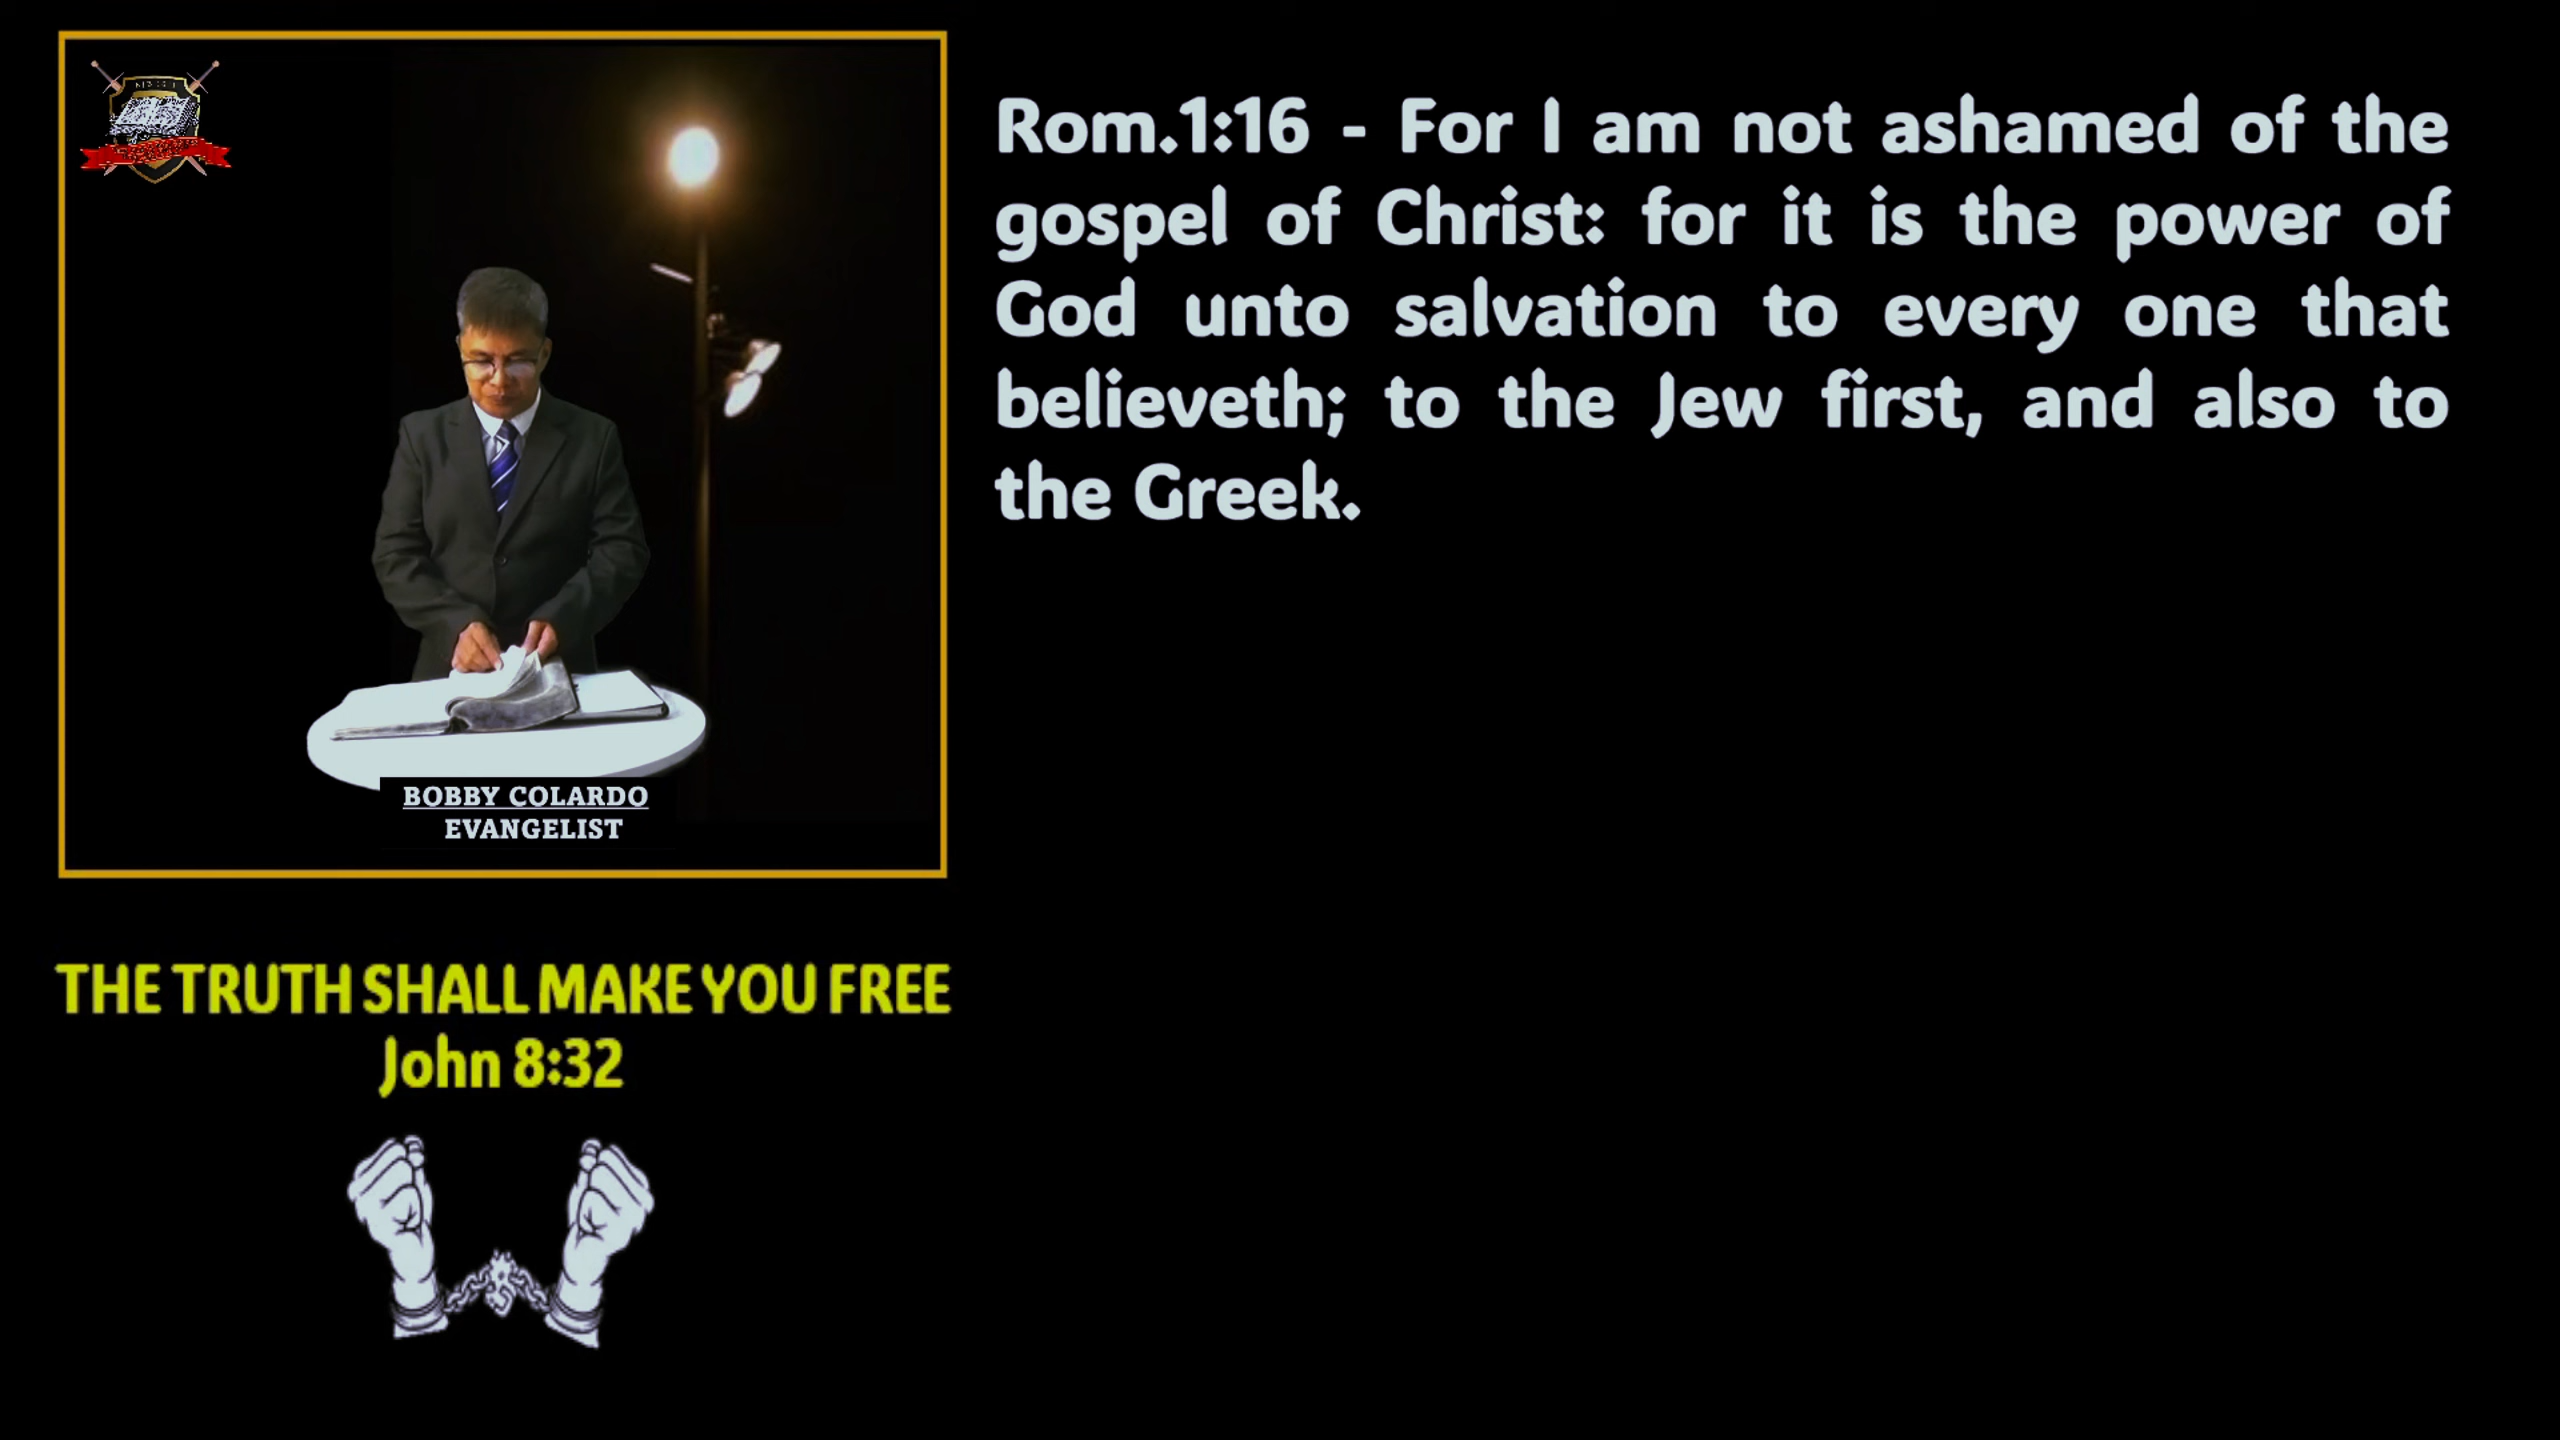 BOBBY COLARDO
EVANGELIST
THE TRUTH SHALL MAKE YOU FREE
John 8:32
Rom.1:16 - For I am not ashamed of the
gospel of Christ: for it is the power of
God unto salvation to every one that
believeth; to the Jew first, and also to
the Greek.